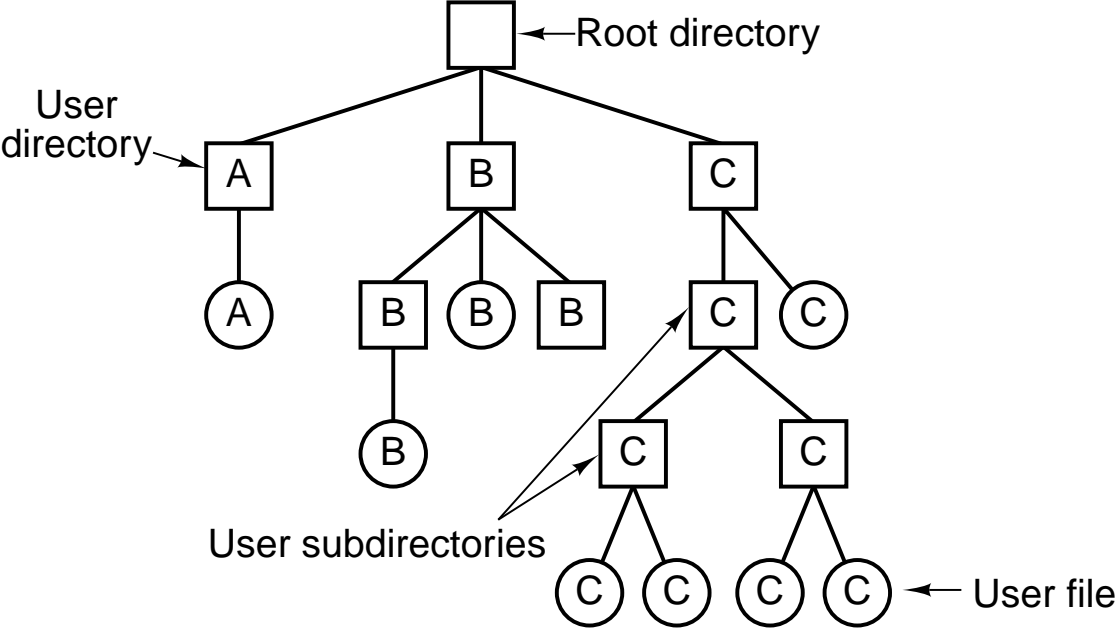 Root directory
User
directory
A B C
A B B B C C
B C C
User subdirectories
C C C C
User file